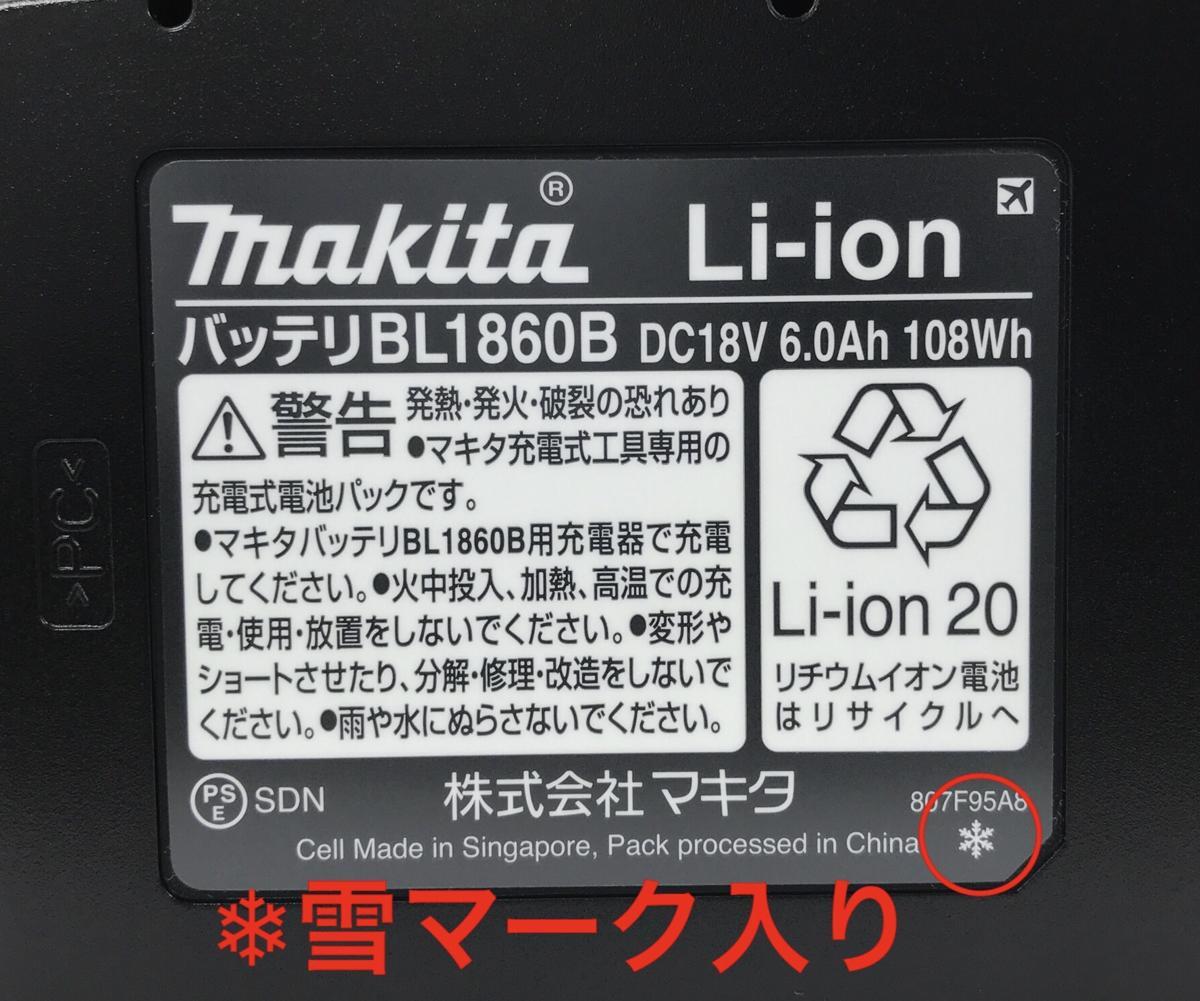 makita® Li-ion
バッテリBL1860B DC18V 6.0Ah 108Wh
警告 発熱・発火・破裂の恐れあり
●マキタ充電式工具専用の
充電式電池パックです。
●マキタバッテリBL1860B用充電器で充電
してください。●火中投入、加熱、高温での充
電・使用・放置をしないでください。●変形や
ショートさせたり、分解・修理・改造をしないで
ください。●雨や水にぬらさないでください。
Li-ion 20
リチウムイオン電池
はリサイクルへ
PSE SDN 株式会社マキタ 807F95A8
Cell Made in Singapore, Pack processed in China
>PC<
❄雪マーク入り